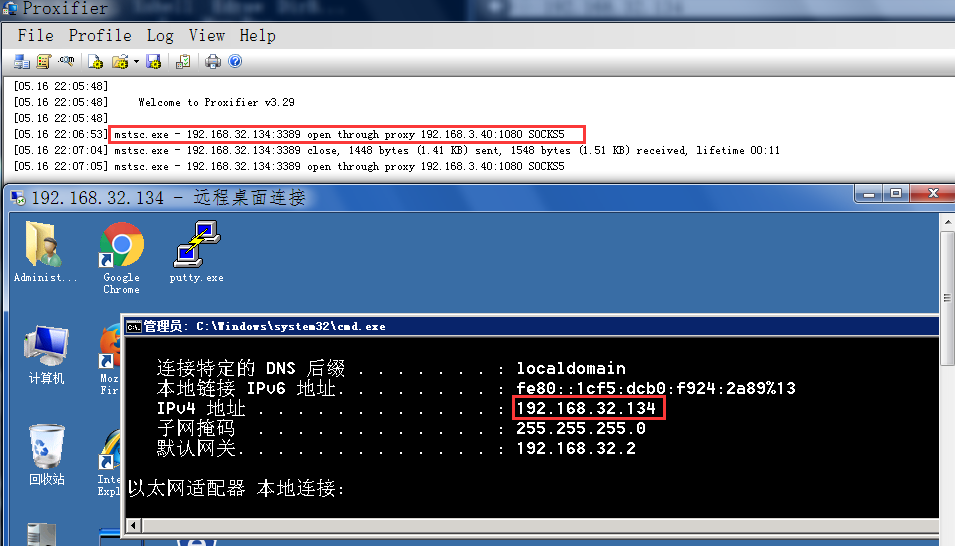 Proxifier
File Profile Log View Help
[05.16 22:05:48]
[05.16 22:05:48] Welcome to Proxifier v3.29
[05.16 22:05:48]
[05.16 22:06:53] mstsc.exe - 192.168.32.134:3389 open through proxy 192.168.3.40:1080 SOCKS5
[05.16 22:07:04] mstsc.exe - 192.168.32.134:3389 close, 1448 bytes (1.41 KB) sent, 1548 bytes (1.51 KB) received, lifetime 00:11
[05.16 22:07:05] mstsc.exe - 192.168.32.134:3389 open through proxy 192.168.3.40:1080 SOCKS5
192.168.32.134 - 远程桌面连接
Administ...
Google Chrome
putty.exe
管理员: C:\Windows\system32\cmd.exe
连接特定的 DNS 后缀 . . . . . . . : localdomain
本地链接 IPv6 地址. . . . . . . . : fe80::1cf5:dcb0:f924:2a89%13
IPv4 地址 . . . . . . . . . . . . : 192.168.32.134
子网掩码 . . . . . . . . . . . . : 255.255.255.0
默认网关. . . . . . . . . . . . . : 192.168.32.2
以太网适配器 本地连接:
计算机
Moz
Fir
回收站
Inte
Expl